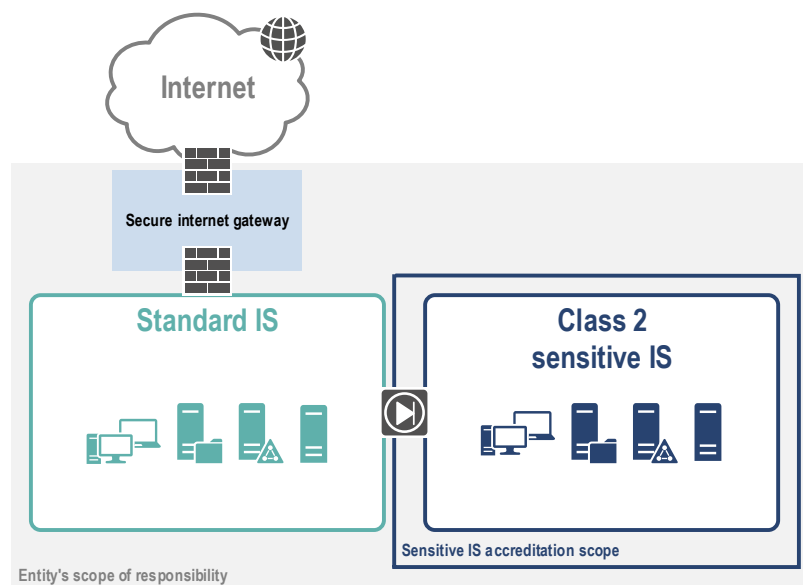 Internet
Secure internet gateway
Standard IS
Class 2
sensitive IS
Sensitive IS accreditation scope
Entity's scope of responsibility